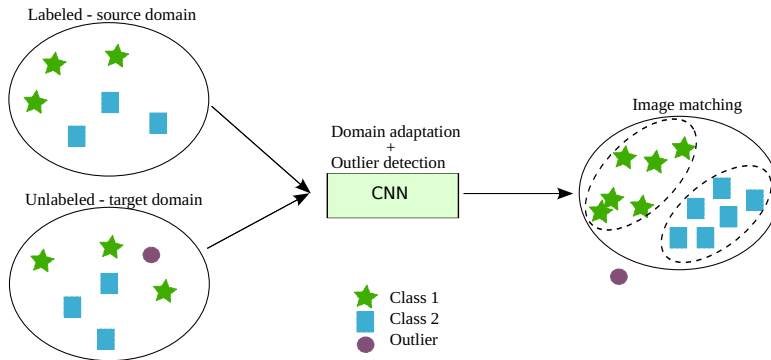 Labeled - source domain
Unlabeled - target domain
Domain adaptation
+
Outlier detection
CNN
Image matching
Class 1
Class 2
Outlier